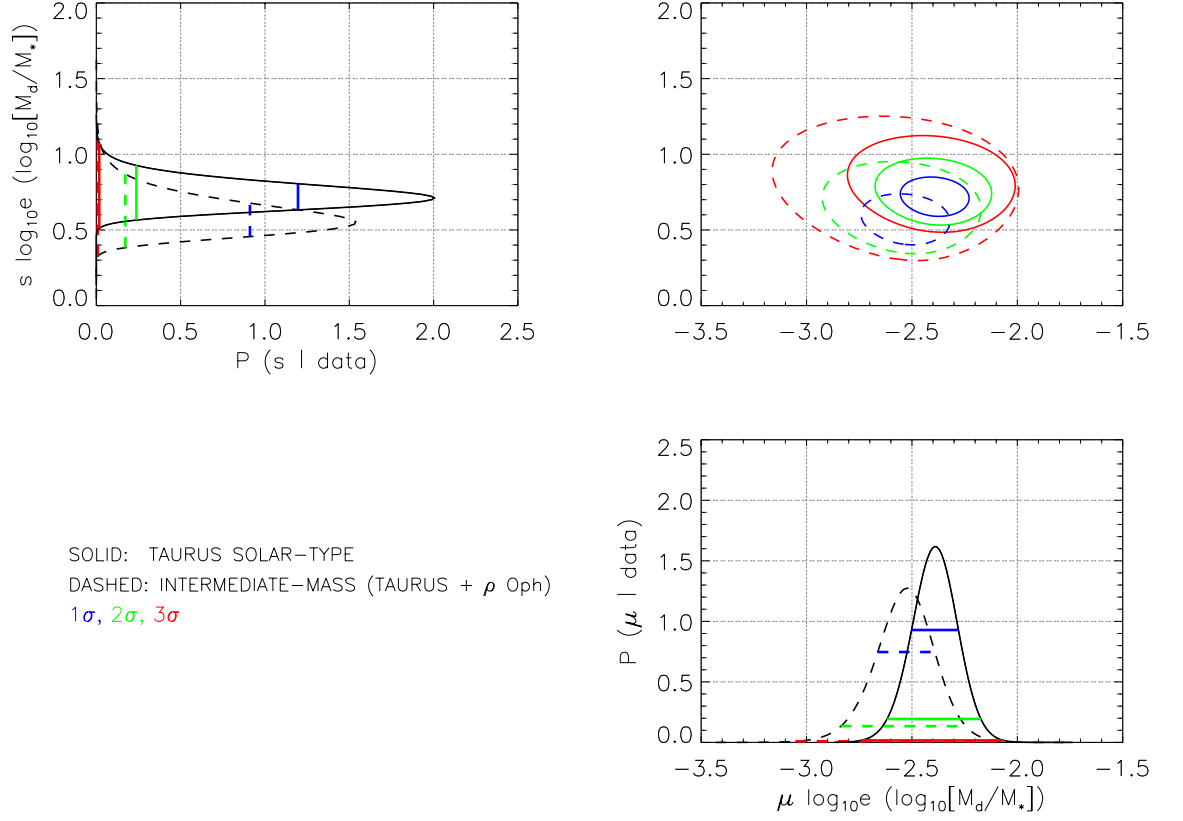 2.0
1.5
1.0
0.5
0.0
s log10e (log10[Md/M*])
0.0 0.5 1.0 1.5 2.0 2.5
P (s | data)
2.0
1.5
1.0
0.5
0.0
−3.5 −3.0 −2.5 −2.0 −1.5
SOLID: TAURUS SOLAR−TYPE
DASHED: INTERMEDIATE−MASS (TAURUS + ρ Oph)
1σ, 2σ, 3σ
2.5
2.0
1.5
1.0
0.5
0.0
P (μ | data)
−3.5 −3.0 −2.5 −2.0 −1.5
μ log10e (log10[Md/M*])